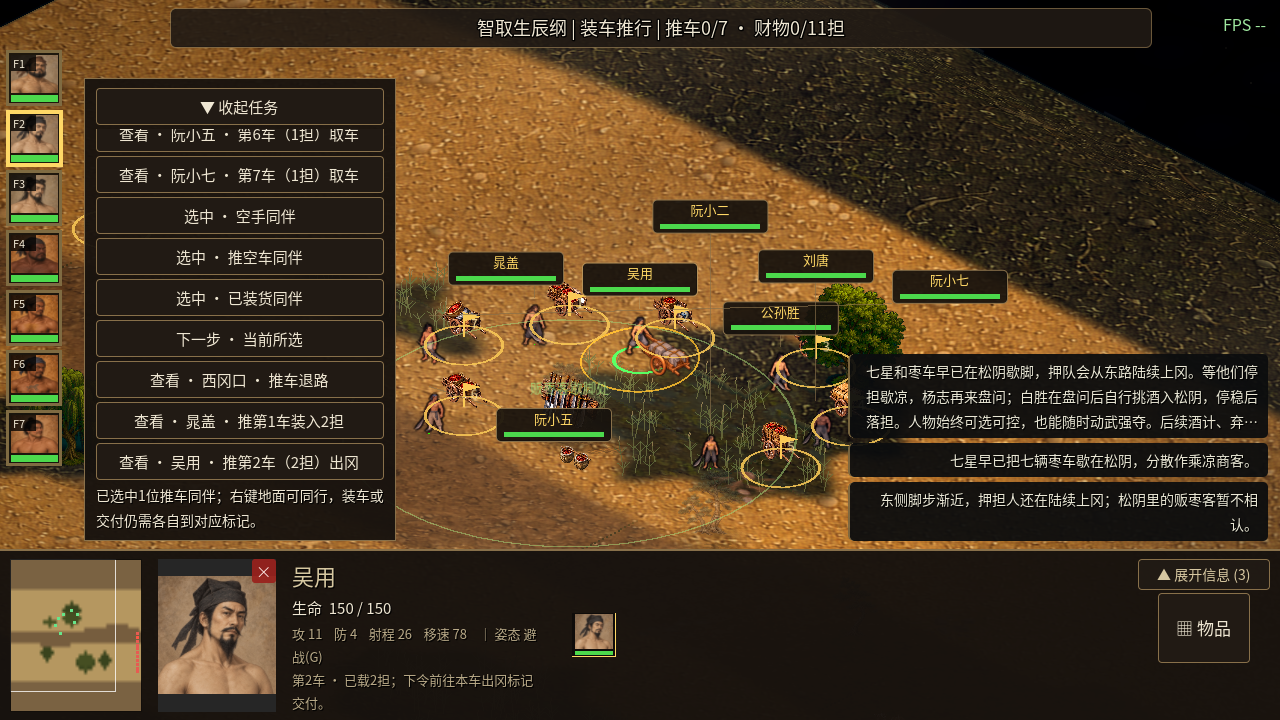 智取生辰纲 | 装车推行 | 推车0/7 · 财物0/11担
FPS --
F1
F2
F3
F4
F5
F6
F7
▼ 收起任务
查看 · 阮小五 · 第6车（1担）取车
查看 · 阮小七 · 第7车（1担）取车
选中 · 空手同伴
选中 · 推空车同伴
选中 · 已装货同伴
下一步 · 当前所选
查看 · 西冈口 · 推车退路
查看 · 晁盖 · 推第1车装入2担
查看 · 吴用 · 推第2车（2担）出冈
已选中1位推车同伴；右键地面可同行，装车或
交付仍需各自到对应标记。
阮小二
晁盖
吴用
刘唐
阮小七
公孙胜
阮小五
七星和枣车早已在松阴歇脚，押队会从东路陆续上冈。等他们停
担歇凉，杨志再来盘问；白胜在盘问后自行挑酒入松阴，停稳后
落担。人物始终可选可控，也能随时动武强夺。后续酒计、弃…
七星早已把七辆枣车歇在松阴，分散作乘凉商客。
东侧脚步渐近，押担人还在陆续上冈；松阴里的贩枣客暂不相
认。
吴用
生命 150 / 150
攻 11 防 4 射程 26 移速 78 ｜ 姿态 避
战(G)
第2车 · 已载2担；下令前往本车出冈标记
交付。
▲ 展开信息 (3)
▦ 物品